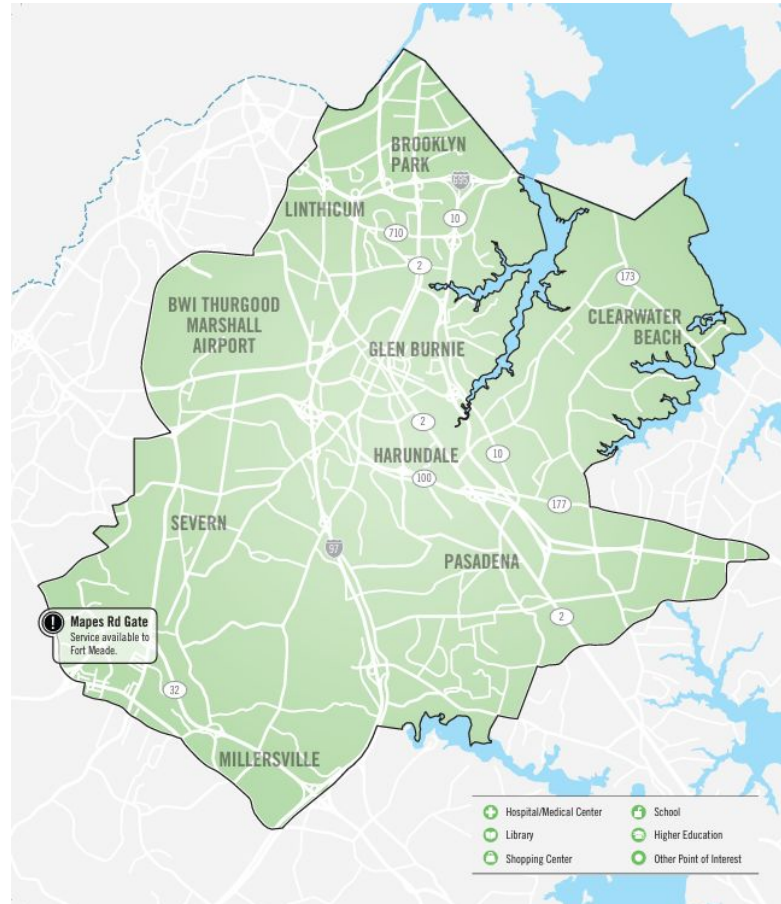 BROOKLYN
PARK
695
LINTHICUM
10
710
2
173
BWI THURGOOD
MARSHALL
AIRPORT
CLEARWATER
BEACH
GLEN BURNIE
2
HARUNDALE
10
100
177
SEVERN
97
PASADENA
2
! Mapes Rd Gate
Service available to
Fort Meade.
32
MILLERSVILLE
Hospital/Medical Center
School
Library
Higher Education
Shopping Center
Other Point of Interest